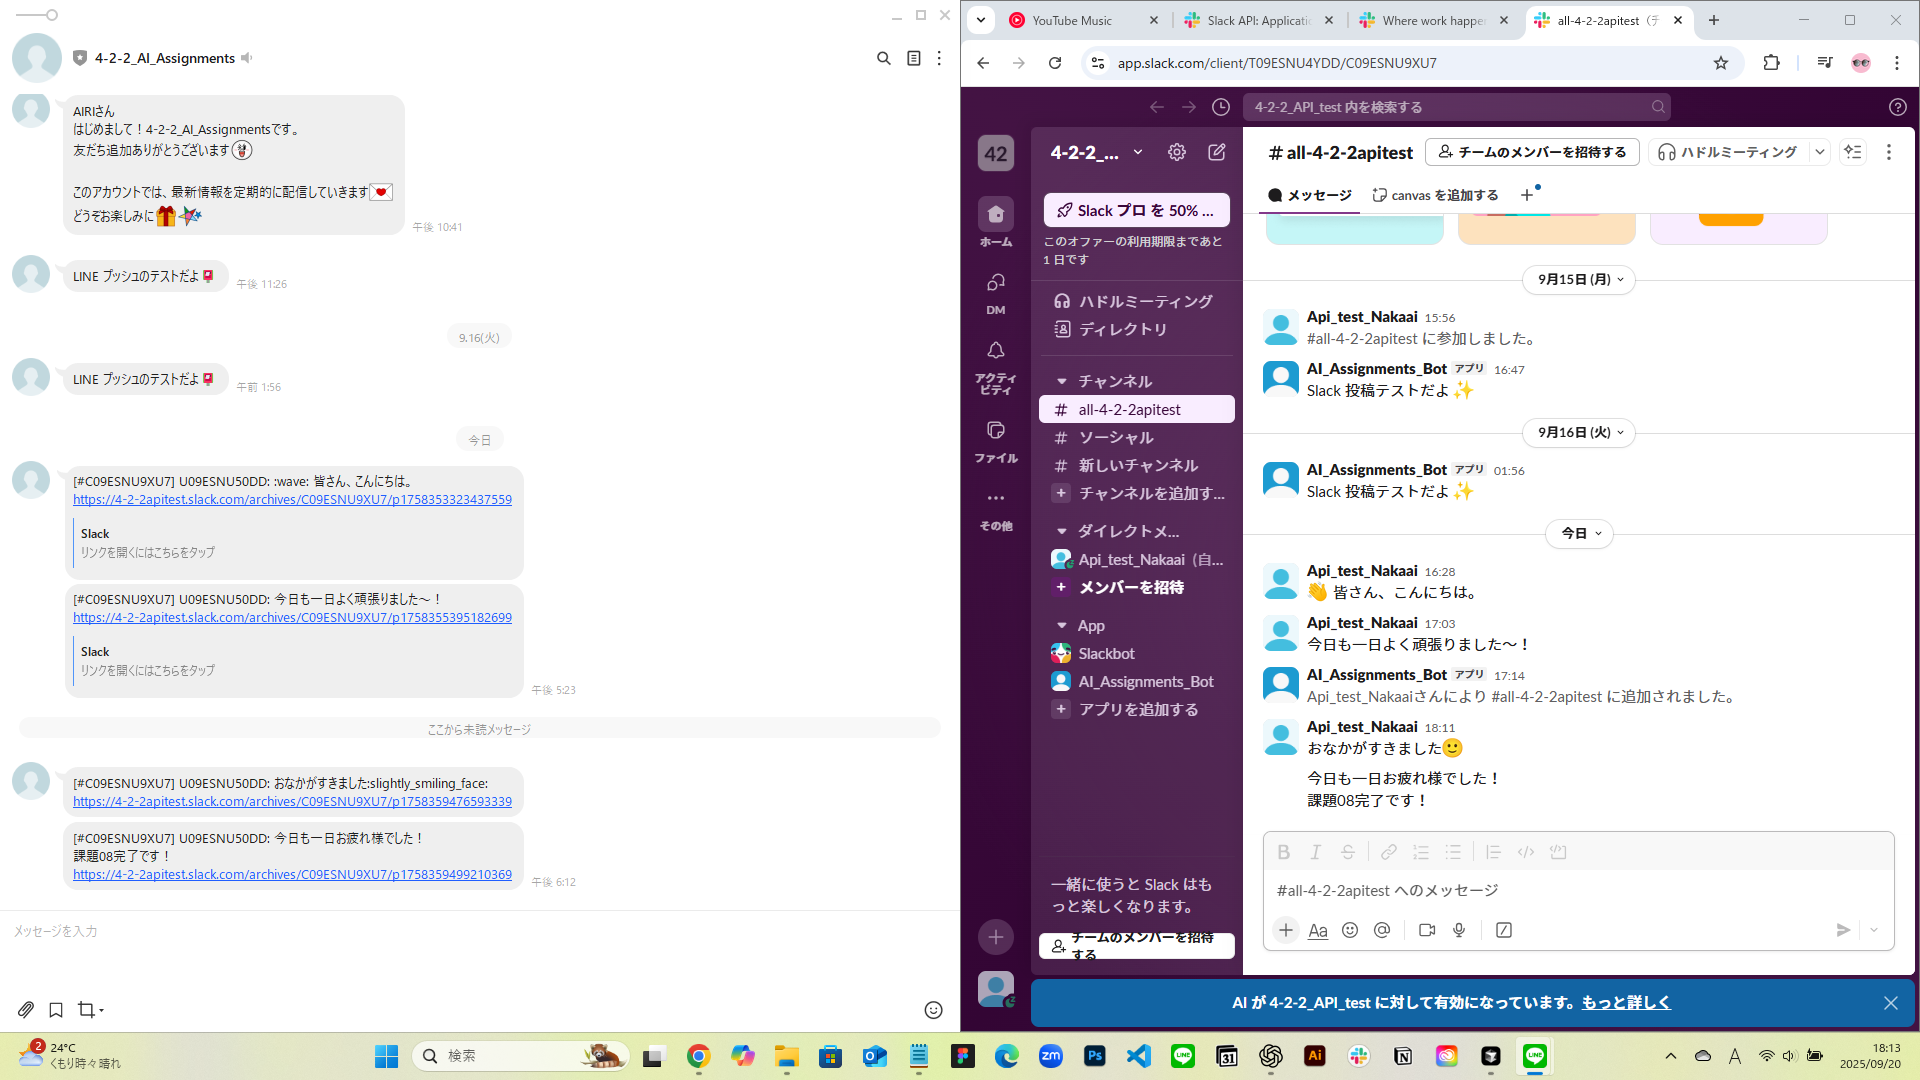 4-2-2_AI_Assignments
AIRIさん
はじめまして！4-2-2_AI_Assignmentsです。
友だち追加ありがとうございます
このアカウントでは、最新情報を定期的に配信していきます
どうぞお楽しみに
午後 10:41
LINE プッシュのテストだよ
午後 11:26
9.16(火)
LINE プッシュのテストだよ
午前 1:56
今日
[#C09ESNU9XU7] U09ESNU50DD: :wave: 皆さん、こんにちは。
https://4-2-2apitest.slack.com/archives/C09ESNU9XU7/p1758353323437559
Slack
リンクを開くにはこちらをタップ
[#C09ESNU9XU7] U09ESNU50DD: 今日も一日よく頑張りました～！
https://4-2-2apitest.slack.com/archives/C09ESNU9XU7/p1758355395182699
Slack
リンクを開くにはこちらをタップ
午後 5:23
ここから未読メッセージ
[#C09ESNU9XU7] U09ESNU50DD: おなかがすきました:slightly_smiling_face:
https://4-2-2apitest.slack.com/archives/C09ESNU9XU7/p1758359476593339
[#C09ESNU9XU7] U09ESNU50DD: 今日も一日お疲れ様でした！
課題08完了です！
https://4-2-2apitest.slack.com/archives/C09ESNU9XU7/p1758359499210369
午後 6:12
メッセージを入力
YouTube Music
Slack API: Applicati
Where work happe
all-4-2-2apitest（デ
app.slack.com/client/T09ESNU4YDD/C09ESNU9XU7
4-2-2_API_test 内を検索する
42
ホーム
DM
アクティ
ビティ
ファイル
その他
4-2-2_...
Slack プロ を 50% ...
このオファーの利用期限まであと
1 日です
ハドルミーティング
ディレクトリ
チャンネル
# all-4-2-2apitest
# ソーシャル
# 新しいチャンネル
+ チャンネルを追加す...
ダイレクトメ...
Api_test_Nakaai（自...
+ メンバーを招待
App
Slackbot
AI_Assignments_Bot
+ アプリを追加する
一緒に使うと Slack はも
っと楽しくなります。
チームのメンバーを招待
する
# all-4-2-2apitest
チームのメンバーを招待する
ハドルミーティング
メッセージ
canvas を追加する
9月15日 (月)
Api_test_Nakaai 15:56
#all-4-2-2apitest に参加しました。
AI_Assignments_Bot アプリ 16:47
Slack 投稿テストだよ✨
9月16日 (火)
AI_Assignments_Bot アプリ 01:56
Slack 投稿テストだよ✨
今日
Api_test_Nakaai 16:28
👋 皆さん、こんにちは。
Api_test_Nakaai 17:03
今日も一日よく頑張りました～！
AI_Assignments_Bot アプリ 17:14
Api_test_Nakaaiさんにより #all-4-2-2apitest に追加されました。
Api_test_Nakaai 18:11
おなかがすきました🙂
今日も一日お疲れ様でした！
課題08完了です！
#all-4-2-2apitest へのメッセージ
Aa
AI が 4-2-2_API_test に対して有効になっています。もっと詳しく
2
24°C
くもり時々晴れ
検索
zm
Ps
LINE
31
Ai
LINE
A
18:13
2025/09/20